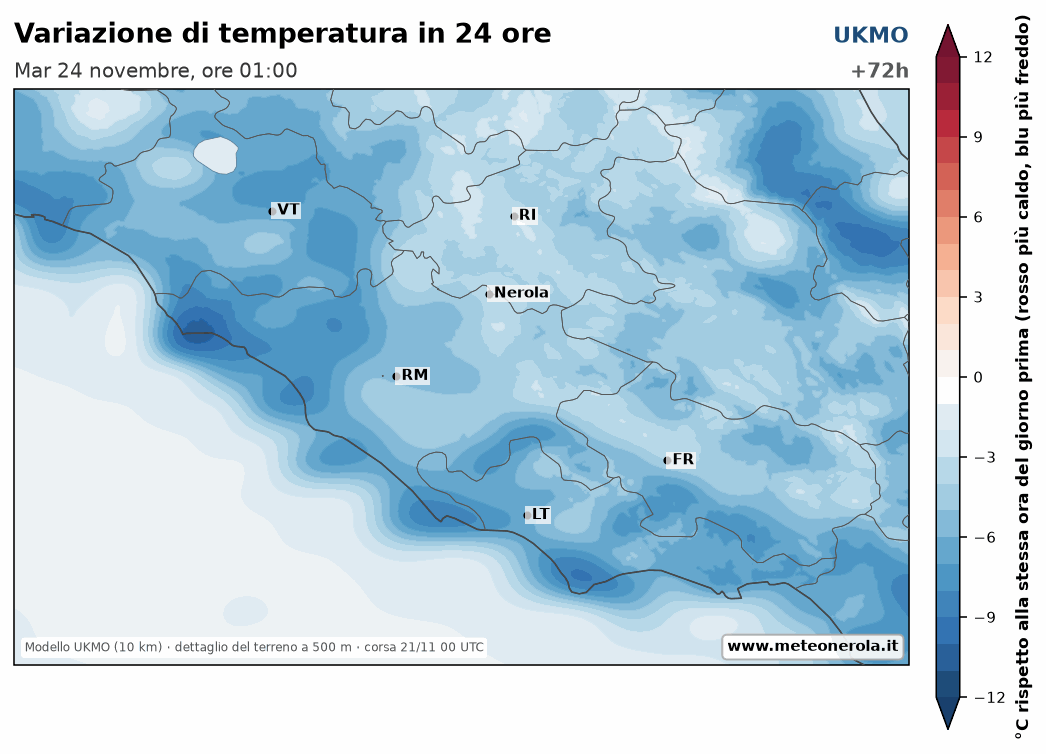 Variazione di temperatura in 24 ore
UKMO
Mar 24 novembre, ore 01:00
+72h
VT
RI
Nerola
RM
FR
LT
Modello UKMO (10 km) · dettaglio del terreno a 500 m · corsa 21/11 00 UTC
www.meteonerola.it
12
9
6
3
0
−3
−6
−9
−12
°C rispetto alla stessa ora del giorno prima (rosso più caldo, blu più freddo)